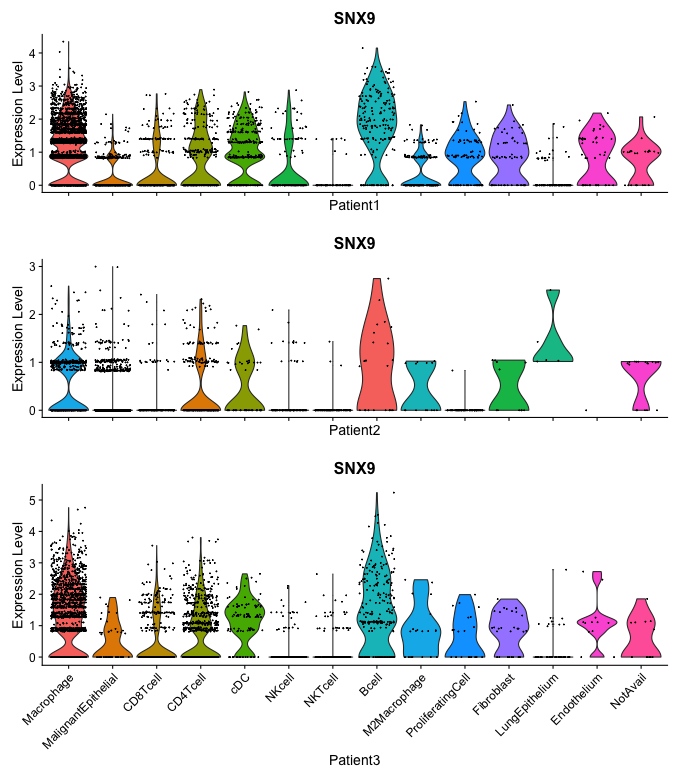 SNX9
Expression Level
4
3
2
1
0
Patient1
SNX9
Expression Level
3
2
1
0
Patient2
SNX9
Expression Level
5
4
3
2
1
0
Macrophage
MalignantEpithelial
CD8Tcell
CD4Tcell
cDC
NKcell
NKTcell
Bcell
M2Macrophage
ProliferatingCell
Fibroblast
LungEpithelium
Endothelium
NotAvail
Patient3